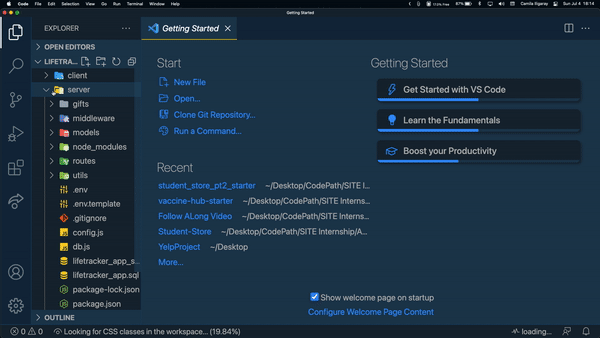 Code File Edit Selection View Go Run Terminal Window Help 67% Camila Ilgaray Sun Jul 4 18:14
Getting Started
EXPLORER
Getting Started
OPEN EDITORS
LIFETRA...
client
server
gifts
middleware
models
node_modules
routes
utils
.env
.env.template
.gitignore
config.js
db.js
lifetracker_app_s...
lifetracker_app.sql
package-lock.json
package.json
OUTLINE
Start
New File
Open...
Clone Git Repository...
Run a Command...
Recent
student_store_pt2_starter ~/Desktop/CodePath/SITE I...
vaccine-hub-starter ~/Desktop/CodePath/SITE Interns...
Follow ALong Video ~/Desktop/CodePath/SITE Interns...
Student-Store ~/Desktop/CodePath/SITE Internship/A...
YelpProject ~/Desktop
More...
Getting Started
Get Started with VS Code
Learn the Fundamentals
Boost your Productivity
Show welcome page on startup
Configure Welcome Page Content
0 0 Looking for CSS classes in the workspace... (19.84%) loading...